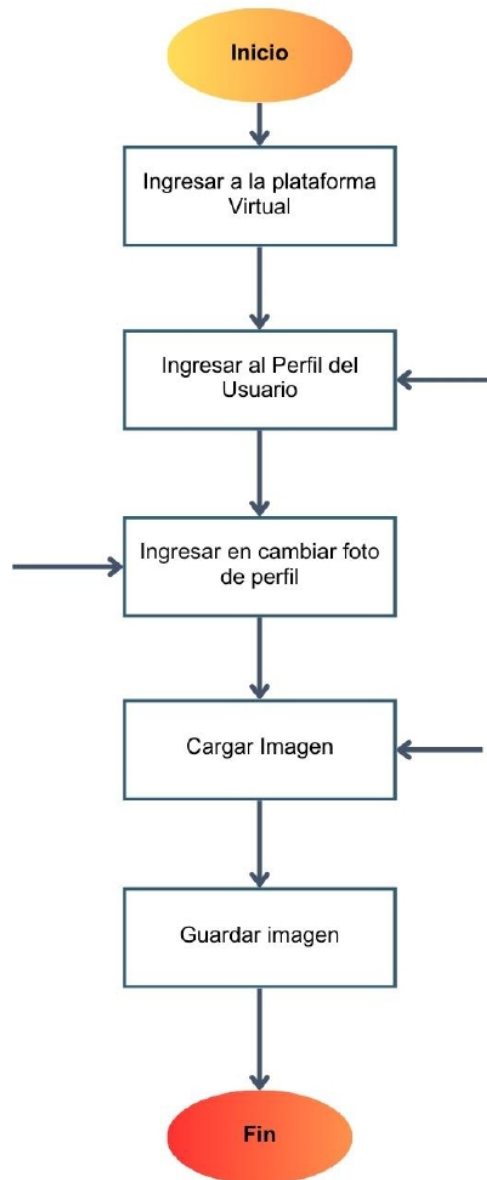 Inicio
Ingresar a la plataforma
Virtual
Ingresar al Perfil del
Usuario
Ingresar en cambiar foto
de perfil
Cargar Imagen
Guardar imagen
Fin